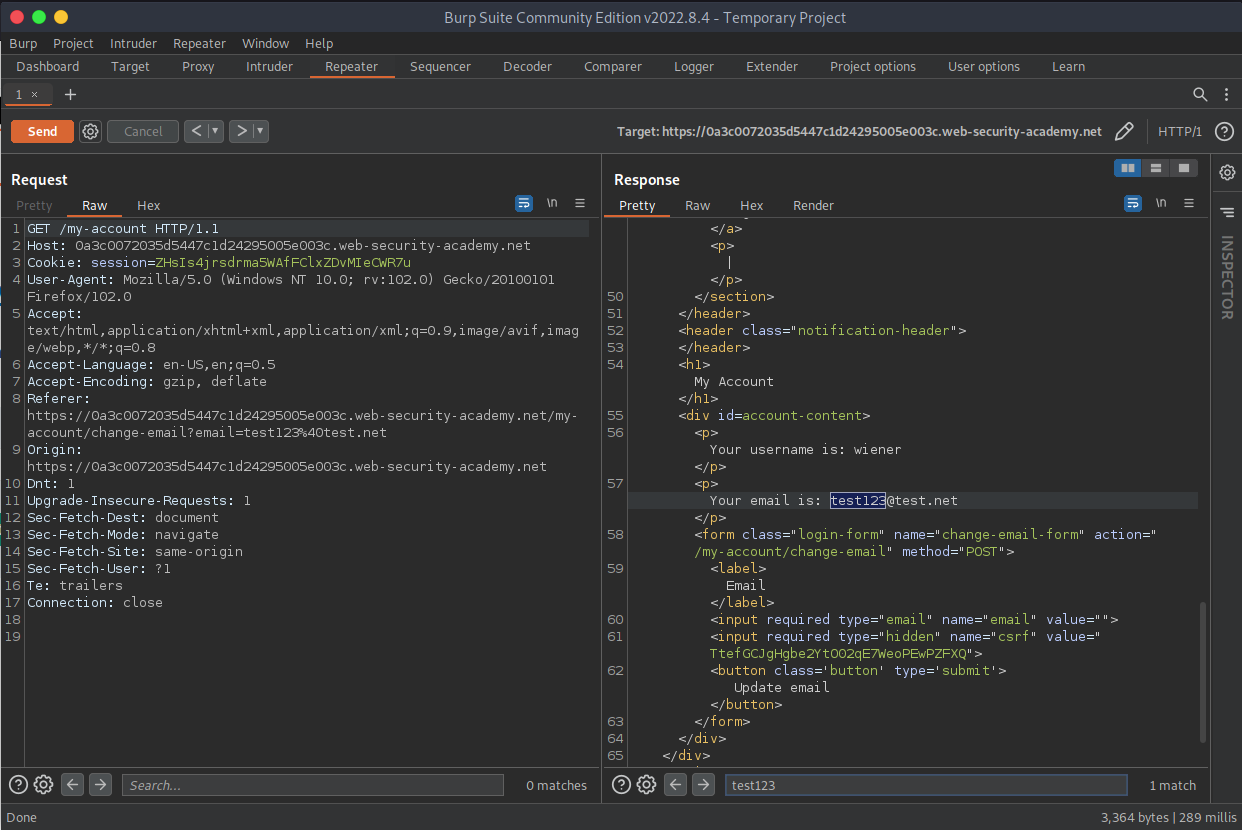 Burp Suite Community Edition v2022.8.4 - Temporary Project
Burp Project Intruder Repeater Window Help
Dashboard Target Proxy Intruder Repeater Sequencer Decoder Comparer Logger Extender Project options User options Learn
1 × +
Send Cancel < ▾ > ▾ Target: https://0a3c0072035d5447c1d24295005e003c.web-security-academy.net HTTP/1 ?
Request
Pretty Raw Hex \n
1 GET /my-account HTTP/1.1
2 Host: 0a3c0072035d5447c1d24295005e003c.web-security-academy.net
3 Cookie: session=ZHsIs4jrsdrma5WAfFClxZDvMIeCWR7u
4 User-Agent: Mozilla/5.0 (Windows NT 10.0; rv:102.0) Gecko/20100101
Firefox/102.0
5 Accept:
text/html,application/xhtml+xml,application/xml;q=0.9,image/avif,imag
e/webp,*/*;q=0.8
6 Accept-Language: en-US,en;q=0.5
7 Accept-Encoding: gzip, deflate
8 Referer:
https://0a3c0072035d5447c1d24295005e003c.web-security-academy.net/my-
account/change-email?email=test123%40test.net
9 Origin:
https://0a3c0072035d5447c1d24295005e003c.web-security-academy.net
10 Dnt: 1
11 Upgrade-Insecure-Requests: 1
12 Sec-Fetch-Dest: document
13 Sec-Fetch-Mode: navigate
14 Sec-Fetch-Site: same-origin
15 Sec-Fetch-User: ?1
16 Te: trailers
17 Connection: close
18
19
? Search... 0 matches
Response
Pretty Raw Hex Render \n
</a>
<p>
|
</p>
50 </section>
51 </header>
52 <header class="notification-header">
53 </header>
54 <h1>
My Account
</h1>
55 <div id=account-content>
56 <p>
Your username is: wiener
</p>
57 <p>
Your email is: test123@test.net
</p>
58 <form class="login-form" name="change-email-form" action="
/my-account/change-email" method="POST">
59 <label>
Email
</label>
60 <input required type="email" name="email" value="">
61 <input required type="hidden" name="csrf" value="
TtefGCJgHgbe2YtOO2qE7WeoPEwPZFXQ">
62 <button class='button' type='submit'>
Update email
</button>
63 </form>
64 </div>
65 </div>
? test123 1 match
INSPECTOR
Done 3,364 bytes | 289 millis